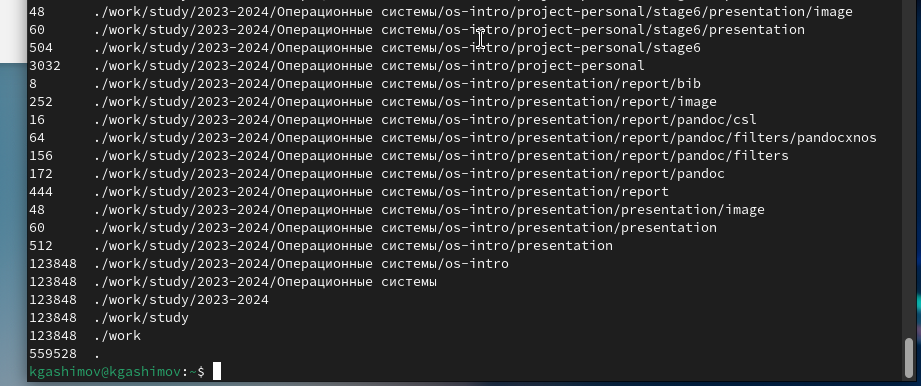 48 ./work/study/2023-2024/Операционные системы/os-intro/project-personal/stage6/presentation/image
60 ./work/study/2023-2024/Операционные системы/os-intro/project-personal/stage6/presentation
504 ./work/study/2023-2024/Операционные системы/os-intro/project-personal/stage6
3032 ./work/study/2023-2024/Операционные системы/os-intro/project-personal
8 ./work/study/2023-2024/Операционные системы/os-intro/presentation/report/bib
252 ./work/study/2023-2024/Операционные системы/os-intro/presentation/report/image
16 ./work/study/2023-2024/Операционные системы/os-intro/presentation/report/pandoc/csl
64 ./work/study/2023-2024/Операционные системы/os-intro/presentation/report/pandoc/filters/pandocxnos
156 ./work/study/2023-2024/Операционные системы/os-intro/presentation/report/pandoc/filters
172 ./work/study/2023-2024/Операционные системы/os-intro/presentation/report/pandoc
444 ./work/study/2023-2024/Операционные системы/os-intro/presentation/report
48 ./work/study/2023-2024/Операционные системы/os-intro/presentation/presentation/image
60 ./work/study/2023-2024/Операционные системы/os-intro/presentation/presentation
512 ./work/study/2023-2024/Операционные системы/os-intro/presentation
123848 ./work/study/2023-2024/Операционные системы/os-intro
123848 ./work/study/2023-2024/Операционные системы
123848 ./work/study/2023-2024
123848 ./work/study
123848 ./work
559528 .
kgashimov@kgashimov:~$